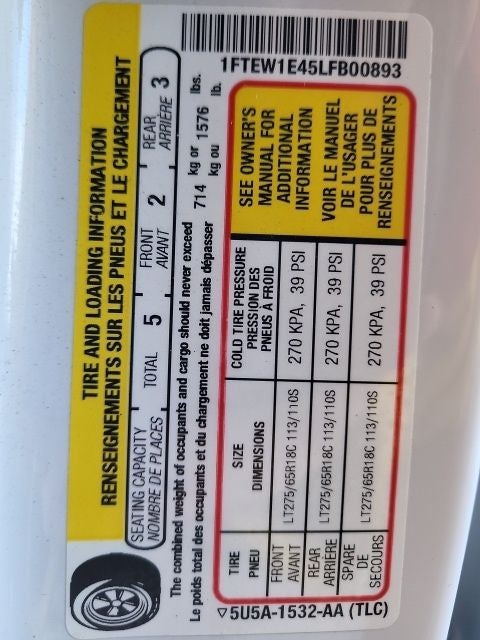 TIRE AND LOADING INFORMATION
RENSEIGNEMENTS SUR LES PNEUS ET LE CHARGEMENT
SEATING CAPACITY TOTAL 5 FRONT 2 REAR 3
NOMBRE DE PLACES AVANT ARRIÈRE
The combined weight of occupants and cargo should never exceed 714 kg or 1576 lbs.
Le poids total des occupants et du chargement ne doit jamais dépasser kg ou lb.
1FTEW1E45LFB00893
TIRE SIZE COLD TIRE PRESSURE
PNEU DIMENSIONS PRESSION DES
PNEUS À FROID
FRONT LT275/65R18C 113/110S 270 KPA, 39 PSI
AVANT
REAR LT275/65R18C 113/110S 270 KPA, 39 PSI
ARRIÈRE
SPARE LT275/65R18C 113/110S 270 KPA, 39 PSI
DE
SECOURS
SEE OWNER'S
MANUAL FOR
ADDITIONAL
INFORMATION
VOIR LE MANUEL
DE L'USAGER
POUR PLUS DE
RENSEIGNEMENTS
▽5U5A-1532-AA (TLC)